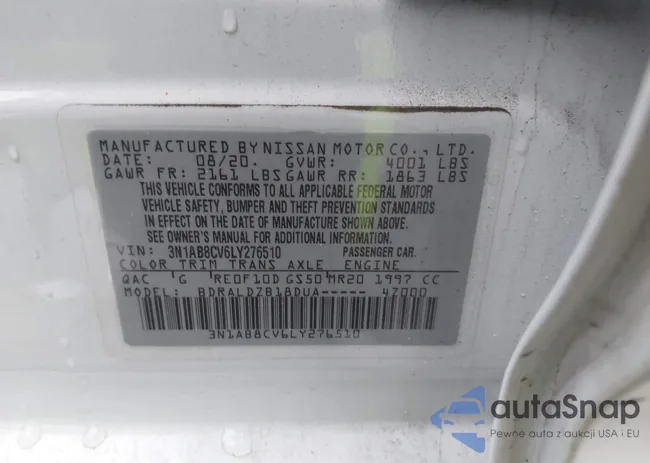 MANUFACTURED BY NISSAN MOTOR CO., LTD.
DATE: 08/20. GVWR: 4001 LBS
GAWR FR: 2161 LBS GAWR RR: 1863 LBS
THIS VEHICLE CONFORMS TO ALL APPLICABLE FEDERAL MOTOR
VEHICLE SAFETY, BUMPER AND THEFT PREVENTION STANDARDS
IN EFFECT ON THE DATE OF MANUFACTURE SHOWN ABOVE.
SEE OWNER'S MANUAL FOR ADDITIONAL INFORMATION
VIN: 3N1AB8CV6LY276510 PASSENGER CAR.
COLOR TRIM TRANS AXLE ENGINE
QAC G RE0F10D GS50 MR20 1997 CC
MODEL: BDRALDZB18DUA----- 47000
3N1AB8CV6LY276510
autaSnap
Pewne auta z aukcji USA i EU